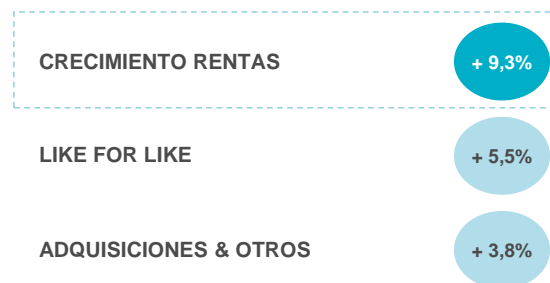 CRECIMIENTO RENTAS + 9,3%
LIKE FOR LIKE + 5,5%
ADQUISICIONES & OTROS + 3,8%